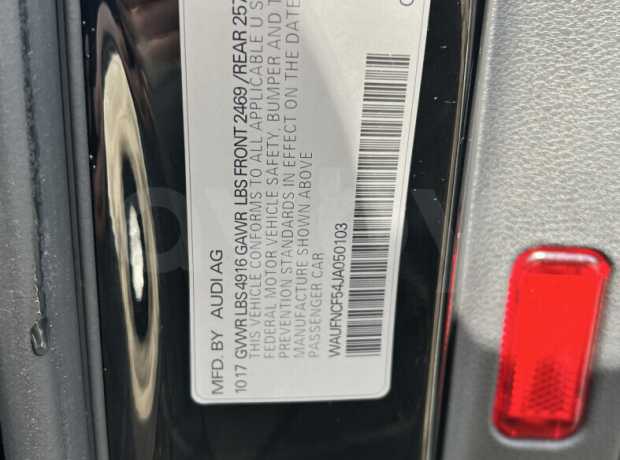 MFD. BY AUDI AG
1017 GVWR LBS 4916 GAWR LBS FRONT 2469 / REAR 257
THIS VEHICLE CONFORMS TO ALL APPLICABLE U S
FEDERAL MOTOR VEHICLE SAFETY, BUMPER AND T
PREVENTION STANDARDS IN EFFECT ON THE DATE
MANUFACTURE SHOWN ABOVE
PASSENGER CAR
WAUFNCF54JA050103